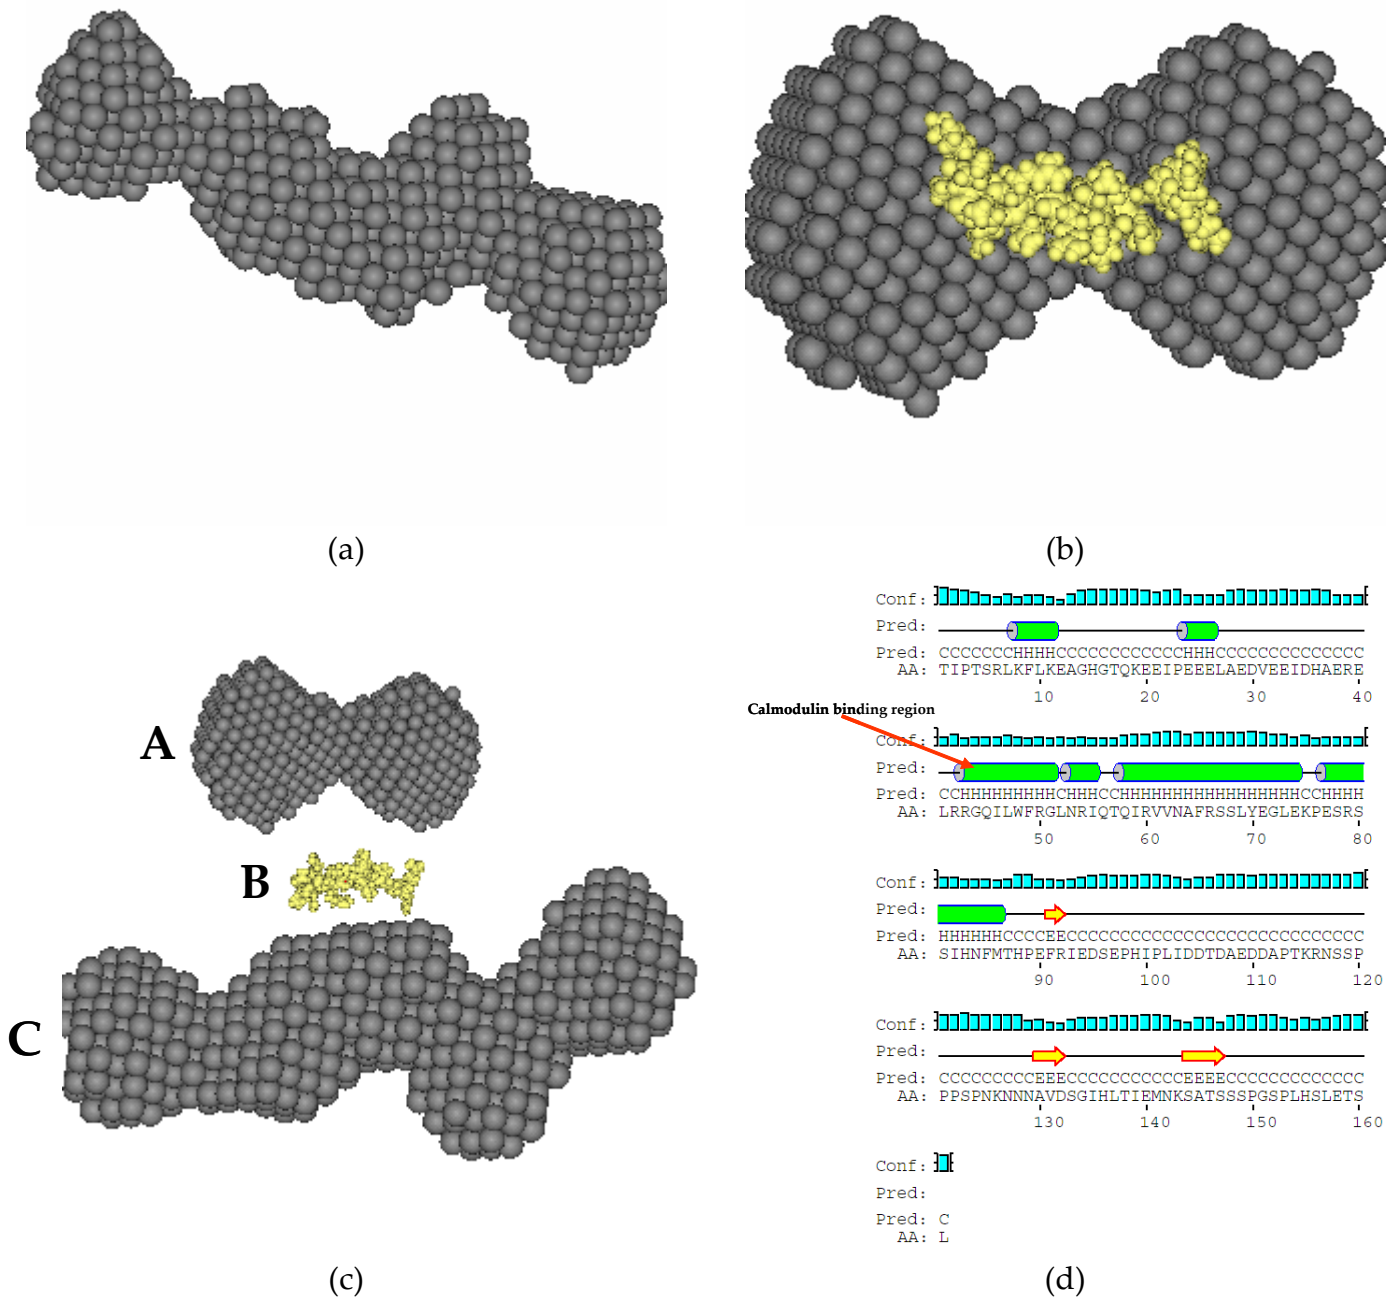 (a)
(b)
A
B
C
(c)
Conf:
Pred:
Pred: CCCCCCCHHHHCCCCCCCCCCCCHHHCCCCCCCCCCCCCC
AA: TIPTSRLKFLKEAGHGTQKEEIPEEELAEDVEEIDHAERE
10 20 30 40
Calmodulin binding region
Conf:
Pred:
Pred: CCHHHHHHHHHCHHHCCHHHHHHHHHHHHHHHHHCCHHHH
AA: LRRGQILWFRGLNRIQTQIRVVNAFRSSLYEGLEKPESRS
50 60 70 80
Conf:
Pred:
Pred: HHHHHHCCCCEECCCCCCCCCCCCCCCCCCCCCCCCCCCC
AA: SIHNFMTHPEFRIEDSEPHIPLIDDTDAEDDAPTKRNSSP
90 100 110 120
Conf:
Pred:
Pred: CCCCCCCCCEEECCCCCCCCCCCEEEECCCCCCCCCCCCC
AA: PPSPNKNNNAVDSGIHLTIEMNKSATSSSPGSPLHSLETS
130 140 150 160
Conf:
Pred:
Pred: C
AA: L
(d)